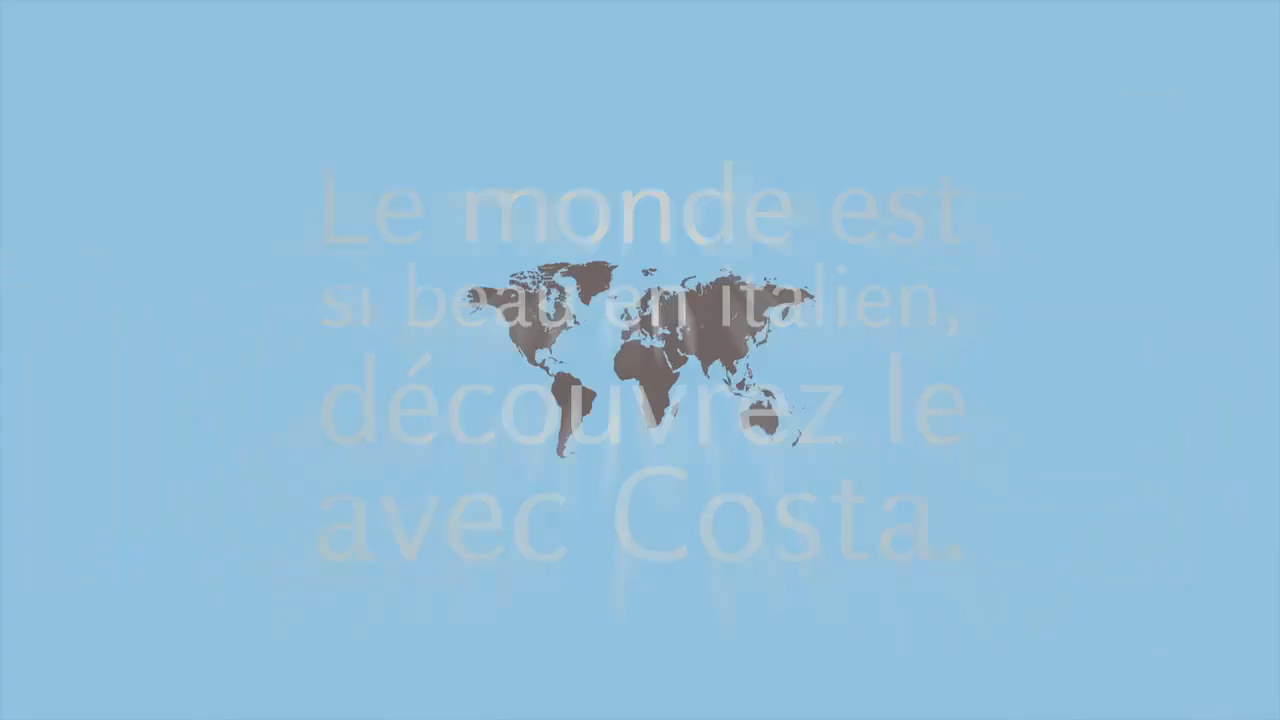 Le monde est
si beau en italien,
découvrez le
avec Costa.